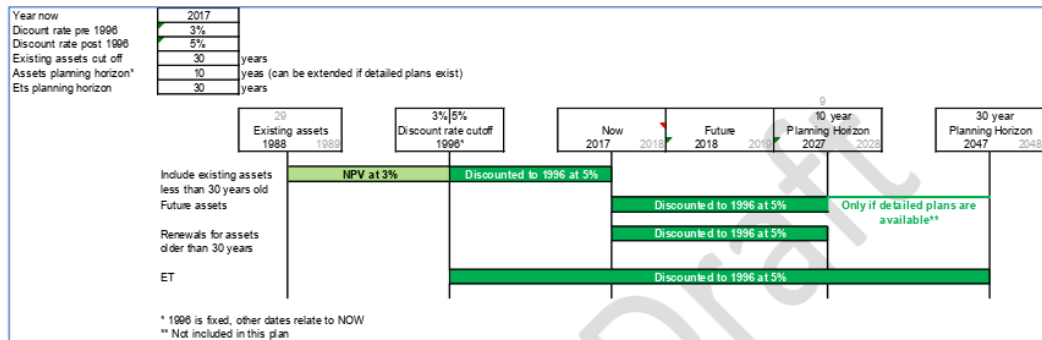 Year now 2017
Dicount rate pre 1996 3%
Discount rate post 1996 5%
Existing assets cut off 30 years
Assets planning horizon* 10 yeas (can be extended if detailed plans exist)
Ets planning horizon 30 years
29 3% 5% 9
10 year 30 year
Existing assets Discount rate cutoff Now Future Planning Horizon Planning Horizon
1988 1989 1996* 2017 2018 2018 2019 2027 2028 2047 2048
Include existing assets NPV at 3% Discounted to 1996 at 5%
less than 30 years old
Future assets Discounted to 1996 at 5% Only if detailed plans are
available**
Renewals for assets Discounted to 1996 at 5%
older than 30 years
ET Discounted to 1996 at 5%
* 1996 is fixed, other dates relate to NOW
** Not included in this plan
Draft